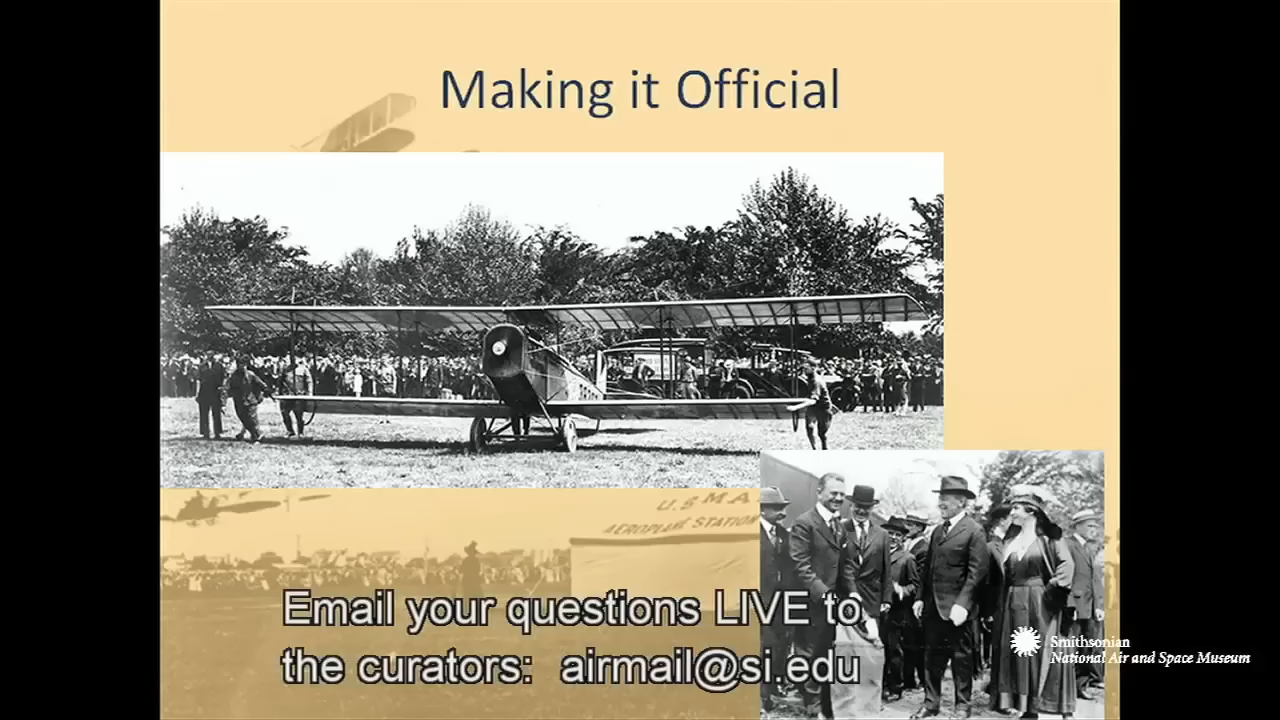 Making it Official
U.S MA
AEROPLANE STATION
Email your questions LIVE to
the curators: airmail@si.edu
Smithsonian
National Air and Space Museum